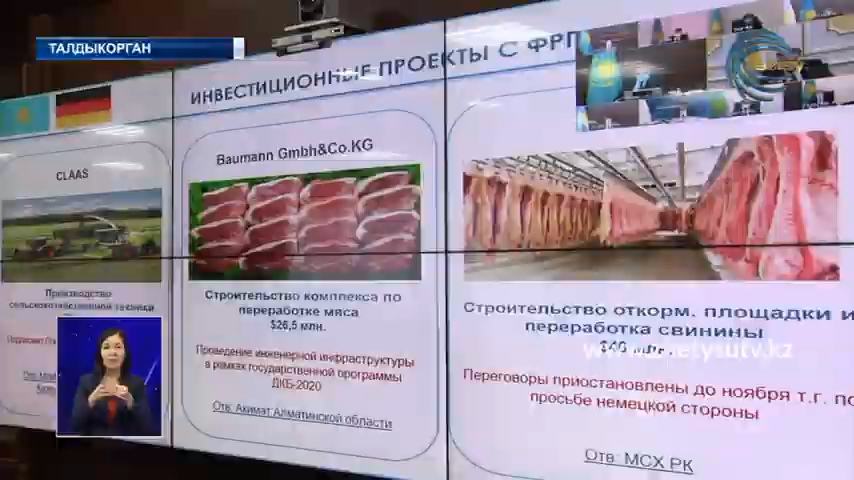 ТАЛДЫКОРГАН
ИНВЕСТИЦИОННЫЕ ПРОЕКТЫ С ФРГ
CLAAS
Производство
сельскохозяйственной техники
Baumann Gmbh&Co.KG
Строительство комплекса по
переработке мяса
$26,5 млн.
Проведение инженерной инфраструктуры
в рамках государственной программы
ДКБ-2020
Отв: Акимат Алматинской области
Строительство откорм. площадки и
переработка свинины
Переговоры приостановлены до ноября т.г. по
просьбе немецкой стороны
Отв: МСХ РК